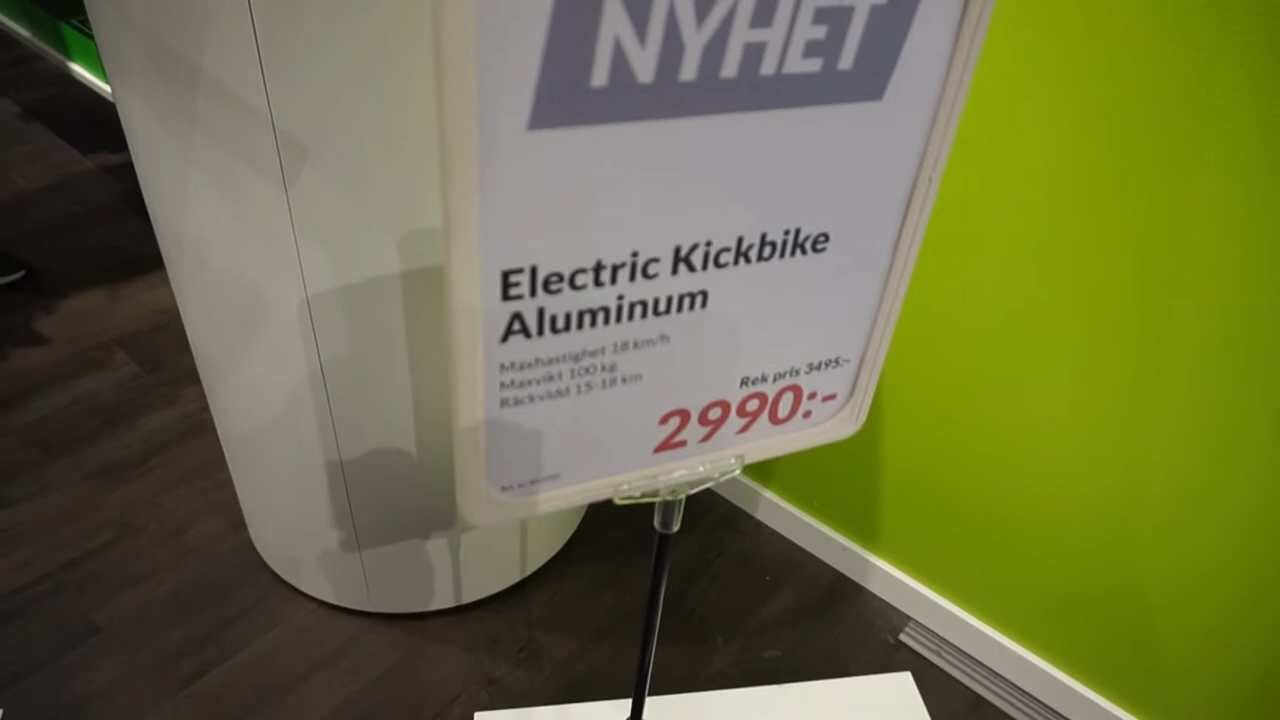 NYHET
Electric Kickbike
Aluminum
Maxhastighet 18 km/h
Maxvikt 100 kg
Räckvidd 15-18 km
Rek pris 3495:-
2990:-